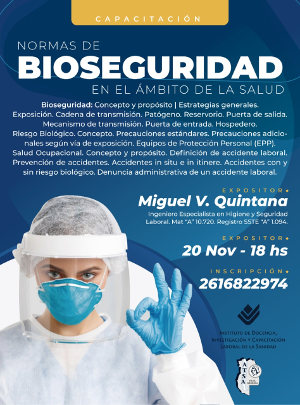 CAPACITACIÓN
NORMAS DE
BIOSEGURIDAD
EN EL ÁMBITO DE LA SALUD
Bioseguridad: Concepto y propósito | Estrategias generales.
Exposición. Cadena de transmisión. Patógeno. Reservorio. Puerta de salida.
Mecanismo de transmisión. Puerta de entrada. Hospedero.
Riesgo Biológico. Concepto. Precauciones estándares. Precauciones adicio-
nales según vía de exposición. Equipos de Protección Personal (EPP).
Salud Ocupacional. Concepto y propósito. Definición de accidente laboral.
Prevención de accidentes. Accidentes in situ e in itinere. Accidentes con y
sin riesgo biológico. Denuncia administrativa de un accidente laboral.
EXPOSITOR
Miguel V. Quintana
Ingeniero Especialista en Higiene y Seguridad
Laboral. Mat "A" 10.720. Registro SSTE "A" 1.094.
EXPOSITOR
20 Nov - 18 hs
INSCRIPCIÓN
2616822974
INSTITUTO DE DOCENCIA,
INVESTIGACIÓN Y CAPACITACIÓN
LABORAL DE LA SANIDAD
ATSA